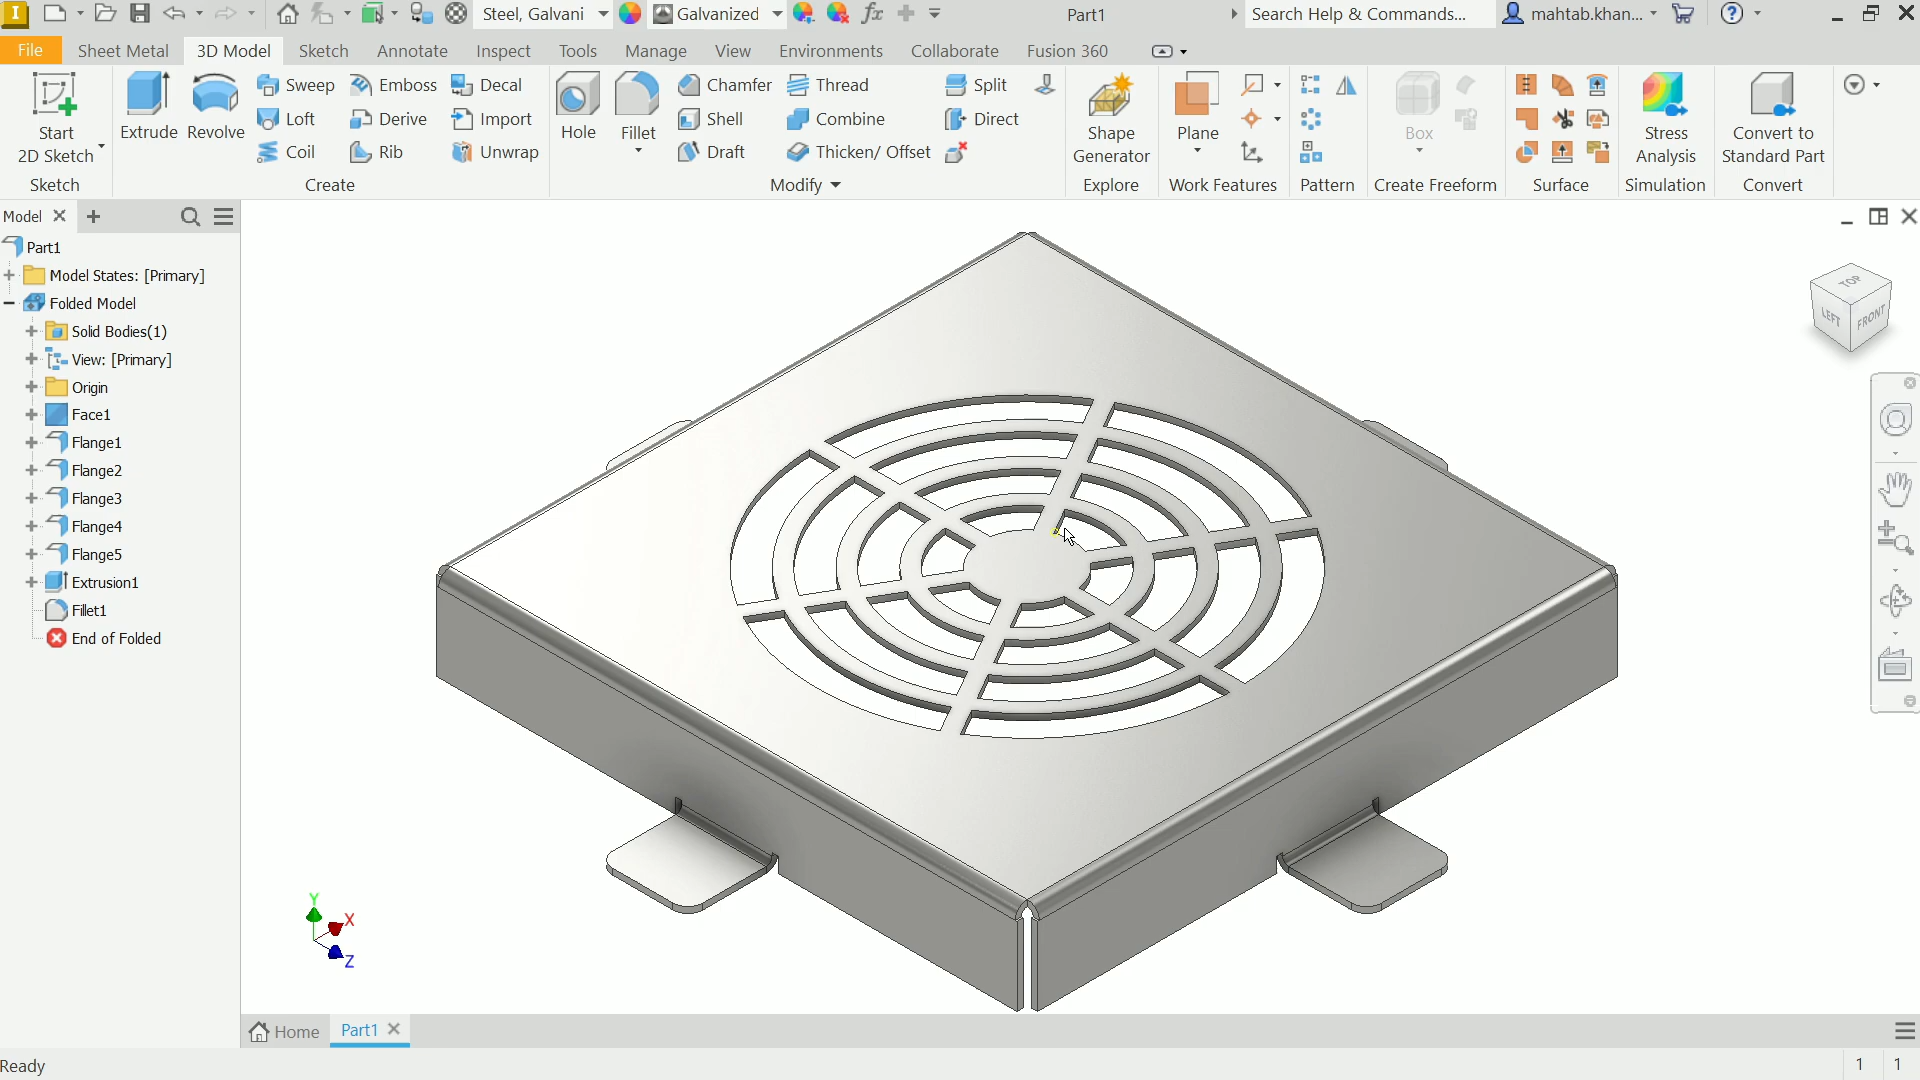 Steel, Galvani
Galvanized
Part1
Search Help & Commands...
mahtab.khan...
File
Sheet Metal
3D Model
Sketch
Annotate
Inspect
Tools
Manage
View
Environments
Collaborate
Fusion 360
Start
2D Sketch
Sketch
Extrude
Revolve
Sweep
Emboss
Decal
Loft
Derive
Import
Coil
Rib
Unwrap
Create
Hole
Fillet
Chamfer
Thread
Split
Shell
Combine
Direct
Draft
Thicken/ Offset
Modify
Shape
Generator
Explore
Plane
Work Features
Pattern
Box
Create Freeform
Surface
Stress
Analysis
Simulation
Convert to
Standard Part
Convert
Model
Part1
Model States: [Primary]
Folded Model
Solid Bodies(1)
View: [Primary]
Origin
Face1
Flange1
Flange2
Flange3
Flange4
Flange5
Extrusion1
Fillet1
End of Folded
TOP
LEFT
FRONT
Y
X
Z
Home
Part1
Ready
1
1